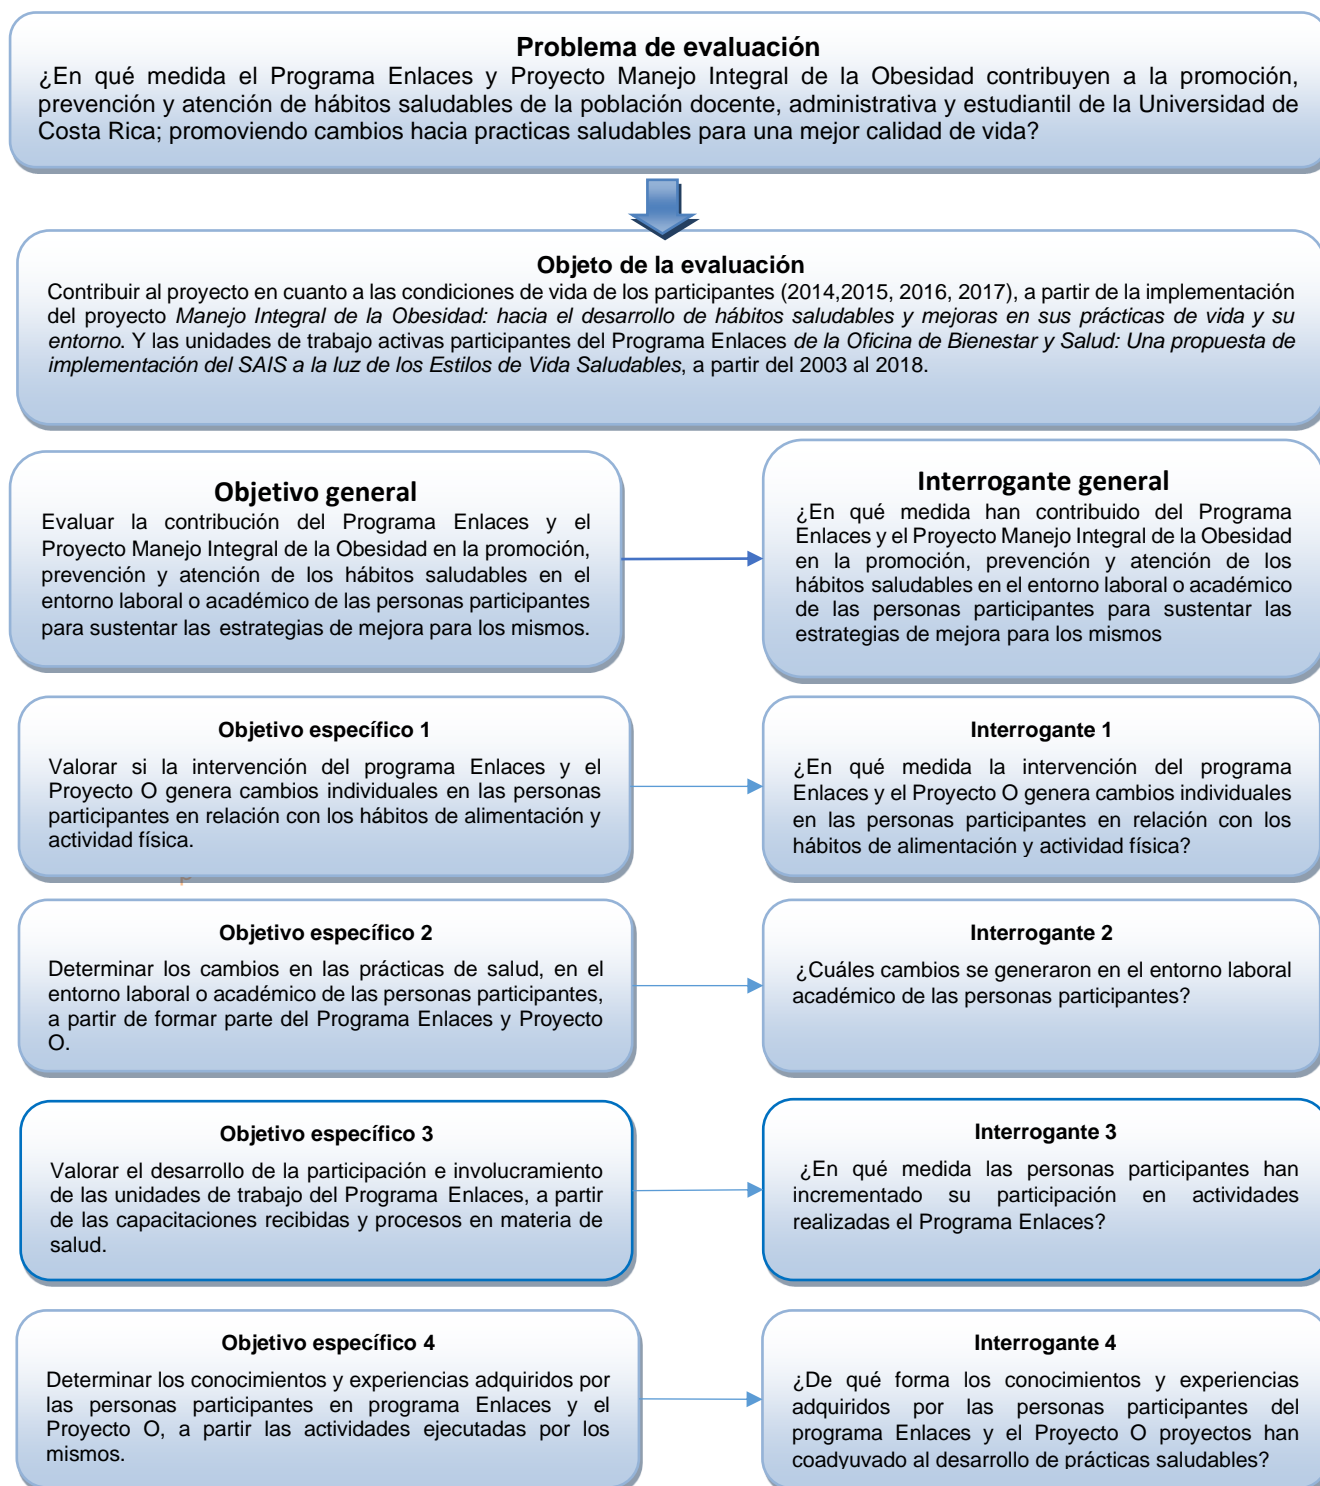 Problema de evaluación
¿En qué medida el Programa Enlaces y Proyecto Manejo Integral de la Obesidad contribuyen a la promoción,
prevención y atención de hábitos saludables de la población docente, administrativa y estudiantil de la Universidad de
Costa Rica; promoviendo cambios hacia practicas saludables para una mejor calidad de vida?
Objeto de la evaluación
Contribuir al proyecto en cuanto a las condiciones de vida de los participantes (2014,2015, 2016, 2017), a partir de la implementación
del proyecto Manejo Integral de la Obesidad: hacia el desarrollo de hábitos saludables y mejoras en sus prácticas de vida y su
entorno. Y las unidades de trabajo activas participantes del Programa Enlaces de la Oficina de Bienestar y Salud: Una propuesta de
implementación del SAIS a la luz de los Estilos de Vida Saludables, a partir del 2003 al 2018.
Objetivo general
Evaluar la contribución del Programa Enlaces y el
Proyecto Manejo Integral de la Obesidad en la promoción,
prevención y atención de los hábitos saludables en el
entorno laboral o académico de las personas participantes
para sustentar las estrategias de mejora para los mismos.
Interrogante general
¿En qué medida han contribuido del Programa
Enlaces y el Proyecto Manejo Integral de la Obesidad
en la promoción, prevención y atención de los
hábitos saludables en el entorno laboral o académico
de las personas participantes para sustentar las
estrategias de mejora para los mismos
Objetivo específico 1
Valorar si la intervención del programa Enlaces y el
Proyecto O genera cambios individuales en las personas
participantes en relación con los hábitos de alimentación y
actividad física.
Interrogante 1
¿En qué medida la intervención del programa
Enlaces y el Proyecto O genera cambios individuales
en las personas participantes en relación con los
hábitos de alimentación y actividad física?
Objetivo específico 2
Determinar los cambios en las prácticas de salud, en el
entorno laboral o académico de las personas participantes,
a partir de formar parte del Programa Enlaces y Proyecto
O.
Interrogante 2
¿Cuáles cambios se generaron en el entorno laboral
académico de las personas participantes?
Objetivo específico 3
Valorar el desarrollo de la participación e involucramiento
de las unidades de trabajo del Programa Enlaces, a partir
de las capacitaciones recibidas y procesos en materia de
salud.
Interrogante 3
¿En qué medida las personas participantes han
incrementado su participación en actividades
realizadas el Programa Enlaces?
Objetivo específico 4
Determinar los conocimientos y experiencias adquiridos por
las personas participantes en programa Enlaces y el
Proyecto O, a partir las actividades ejecutadas por los
mismos.
Interrogante 4
¿De qué forma los conocimientos y experiencias
adquiridos por las personas participantes del
programa Enlaces y el Proyecto O proyectos han
coadyuvado al desarrollo de prácticas saludables?